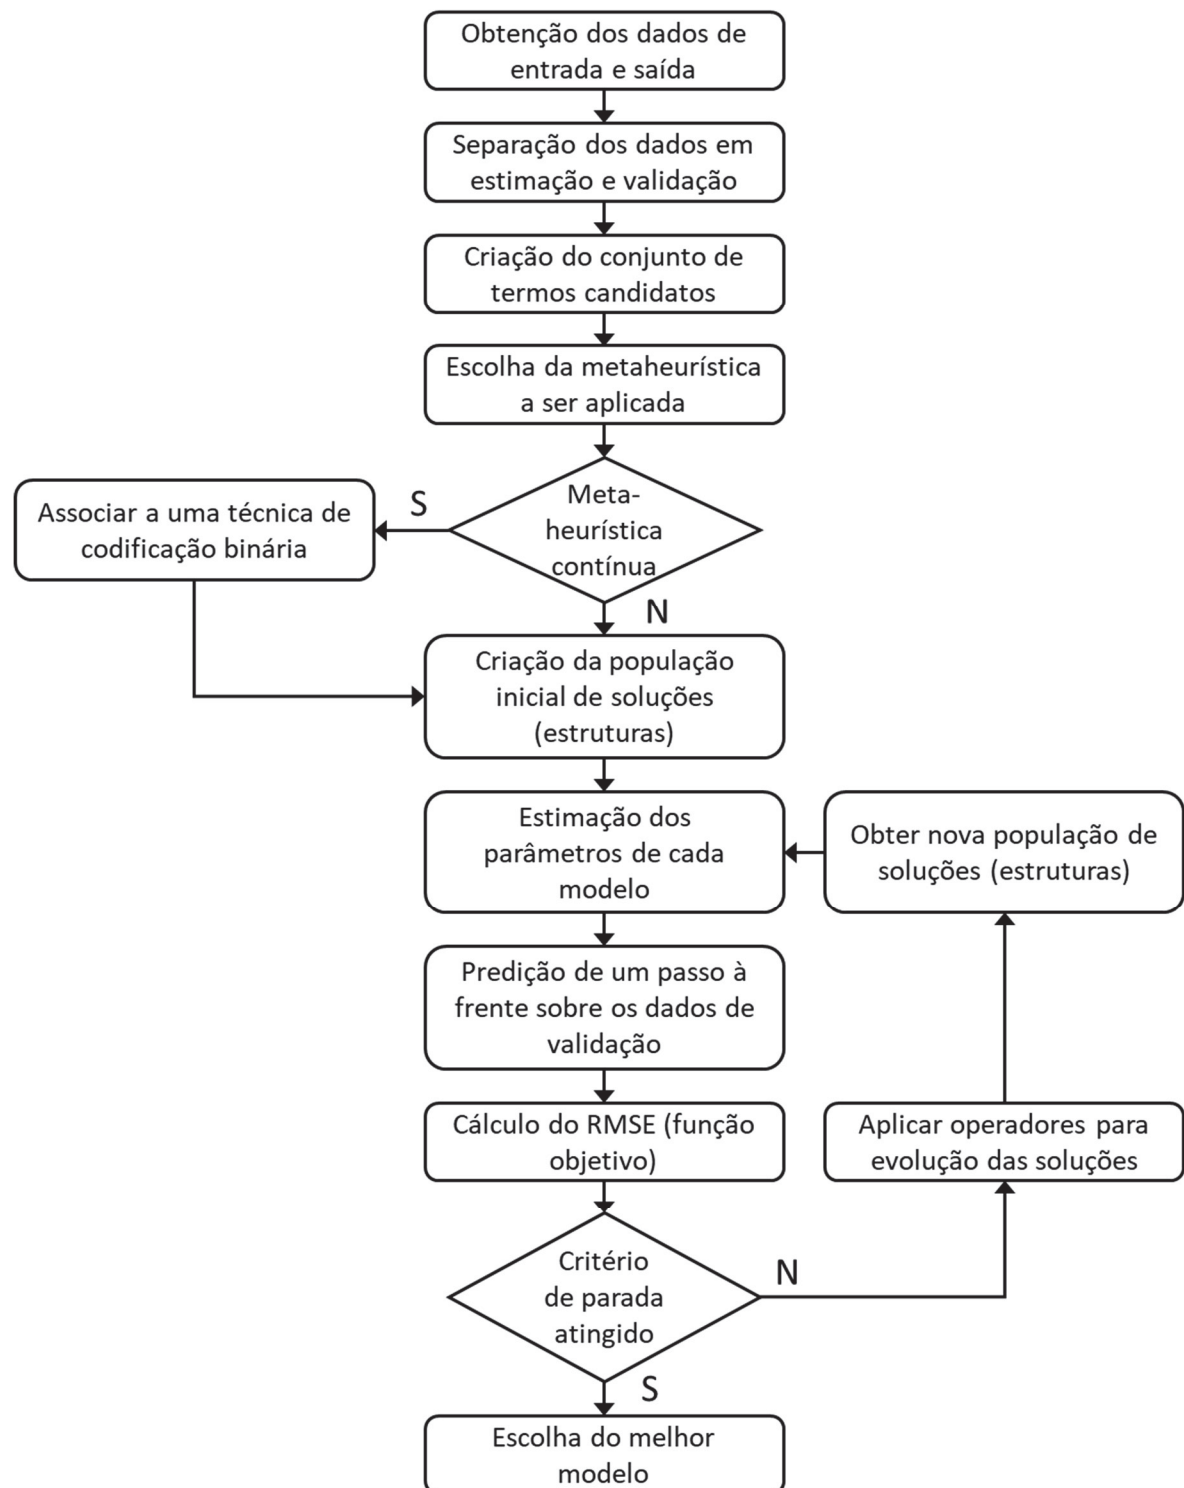 Obtenção dos dados de
entrada e saída
Separação dos dados em
estimação e validação
Criação do conjunto de
termos candidatos
Escolha da metaheurística
a ser aplicada
Meta-
heurística
contínua
S
Associar a uma técnica de
codificação binária
N
Criação da população
inicial de soluções
(estruturas)
Estimação dos
parâmetros de cada
modelo
Obter nova população de
soluções (estruturas)
Predição de um passo à
frente sobre os dados de
validação
Cálculo do RMSE (função
objetivo)
Aplicar operadores para
evolução das soluções
Critério
de parada
atingido
N
S
Escolha do melhor
modelo